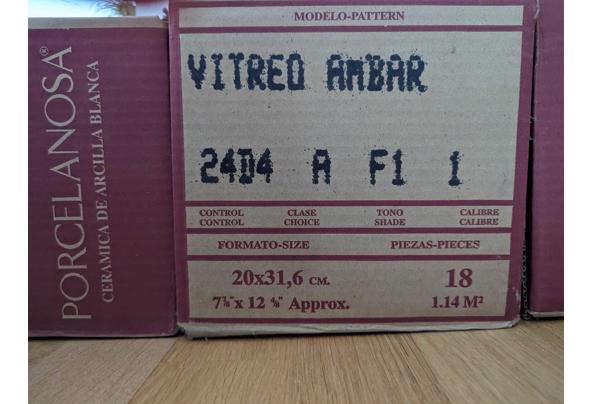 PORCELANOSA®
CERAMICA DE ARCILLA BLANCA
MODELO-PATTERN
VITREO AMBAR
24D4 A F1 1
CONTROL CLASE TONO CALIBRE
CONTROL CHOICE SHADE CALIBRE
FORMATO-SIZE PIEZAS-PIECES
20x31,6 CM. 18
7⅞"x 12 ⅜" Approx. 1.14 M²